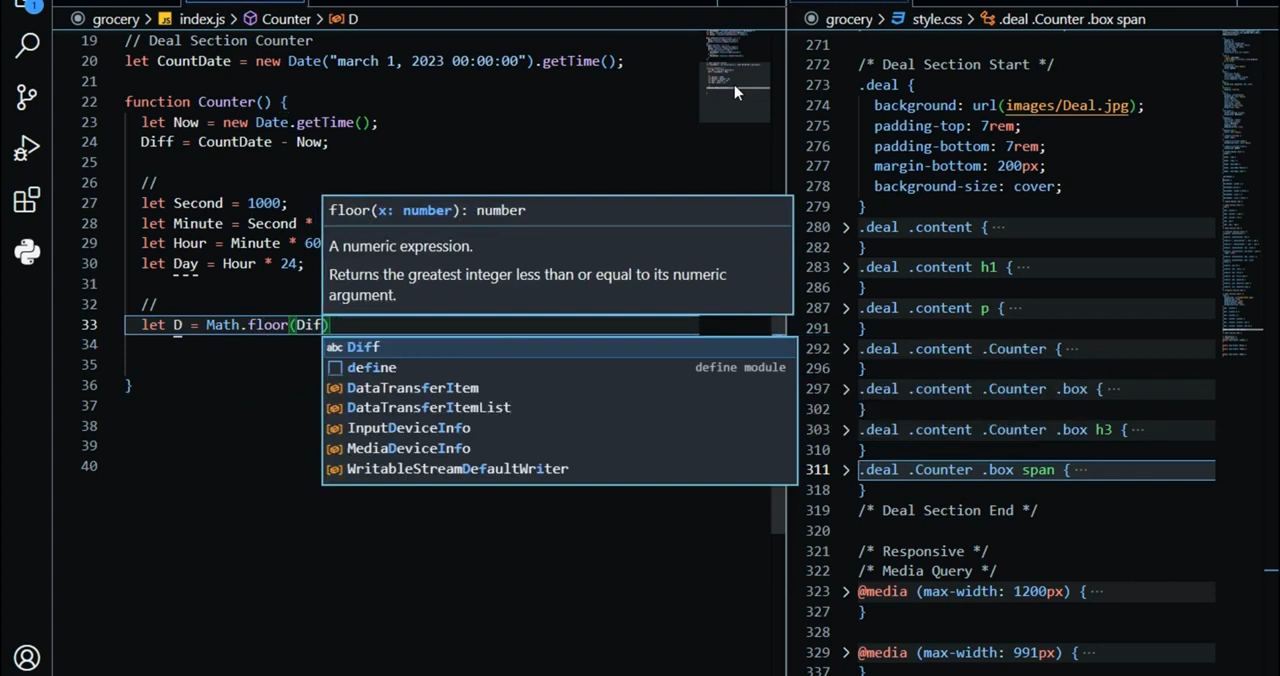 1
grocery > JS index.js > Counter > D
19 // Deal Section Counter
20 let CountDate = new Date("march 1, 2023 00:00:00").getTime();
21
22 function Counter() {
23 let Now = new Date.getTime();
24 Diff = CountDate - Now;
25
26 //
27 let Second = 1000;
28 let Minute = Second *
29 let Hour = Minute * 60
30 let Day = Hour * 24;
31
32 //
33 let D = Math.floor(Dif)
34
35
36 }
37
38
39
40
floor(x: number): number
A numeric expression.
Returns the greatest integer less than or equal to its numeric
argument.
abc Diff
define define module
DataTransferItem
DataTransferItemList
InputDeviceInfo
MediaDeviceInfo
WritableStreamDefaultWriter
grocery > style.css > .deal .Counter .box span
271
272 /* Deal Section Start */
273 .deal {
274 background: url(images/Deal.jpg);
275 padding-top: 7rem;
276 padding-bottom: 7rem;
277 margin-bottom: 200px;
278 background-size: cover;
279 }
280 > .deal .content { ···
282 }
283 > .deal .content h1 { ···
286 }
287 > .deal .content p { ···
291 }
292 > .deal .content .Counter { ···
296 }
297 > .deal .content .Counter .box { ···
302 }
303 > .deal .content .Counter .box h3 { ···
310 }
311 > .deal .Counter .box span { ···
318 }
319 /* Deal Section End */
320
321 /* Responsive */
322 /* Media Query */
323 > @media (max-width: 1200px) { ···
327 }
328
329 > @media (max-width: 991px) { ···
337 }